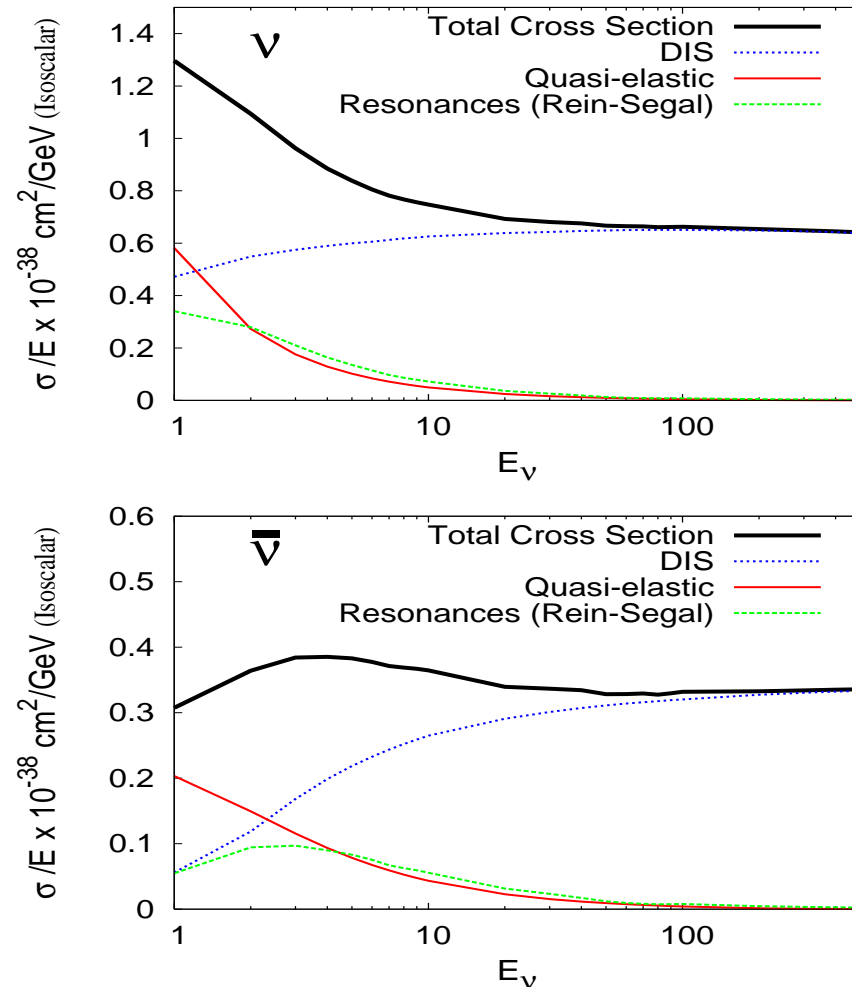 ν
Total Cross Section
DIS
Quasi-elastic
Resonances (Rein-Segal)
1.4
1.2
1
0.8
0.6
0.4
0.2
0
1
10
100
E_ν
σ/E x 10^-38 cm^2/GeV (Isoscalar)
ν̅
Total Cross Section
DIS
Quasi-elastic
Resonances (Rein-Segal)
0.6
0.5
0.4
0.3
0.2
0.1
0
1
10
100
E_ν
σ/E x 10^-38 cm^2/GeV (Isoscalar)